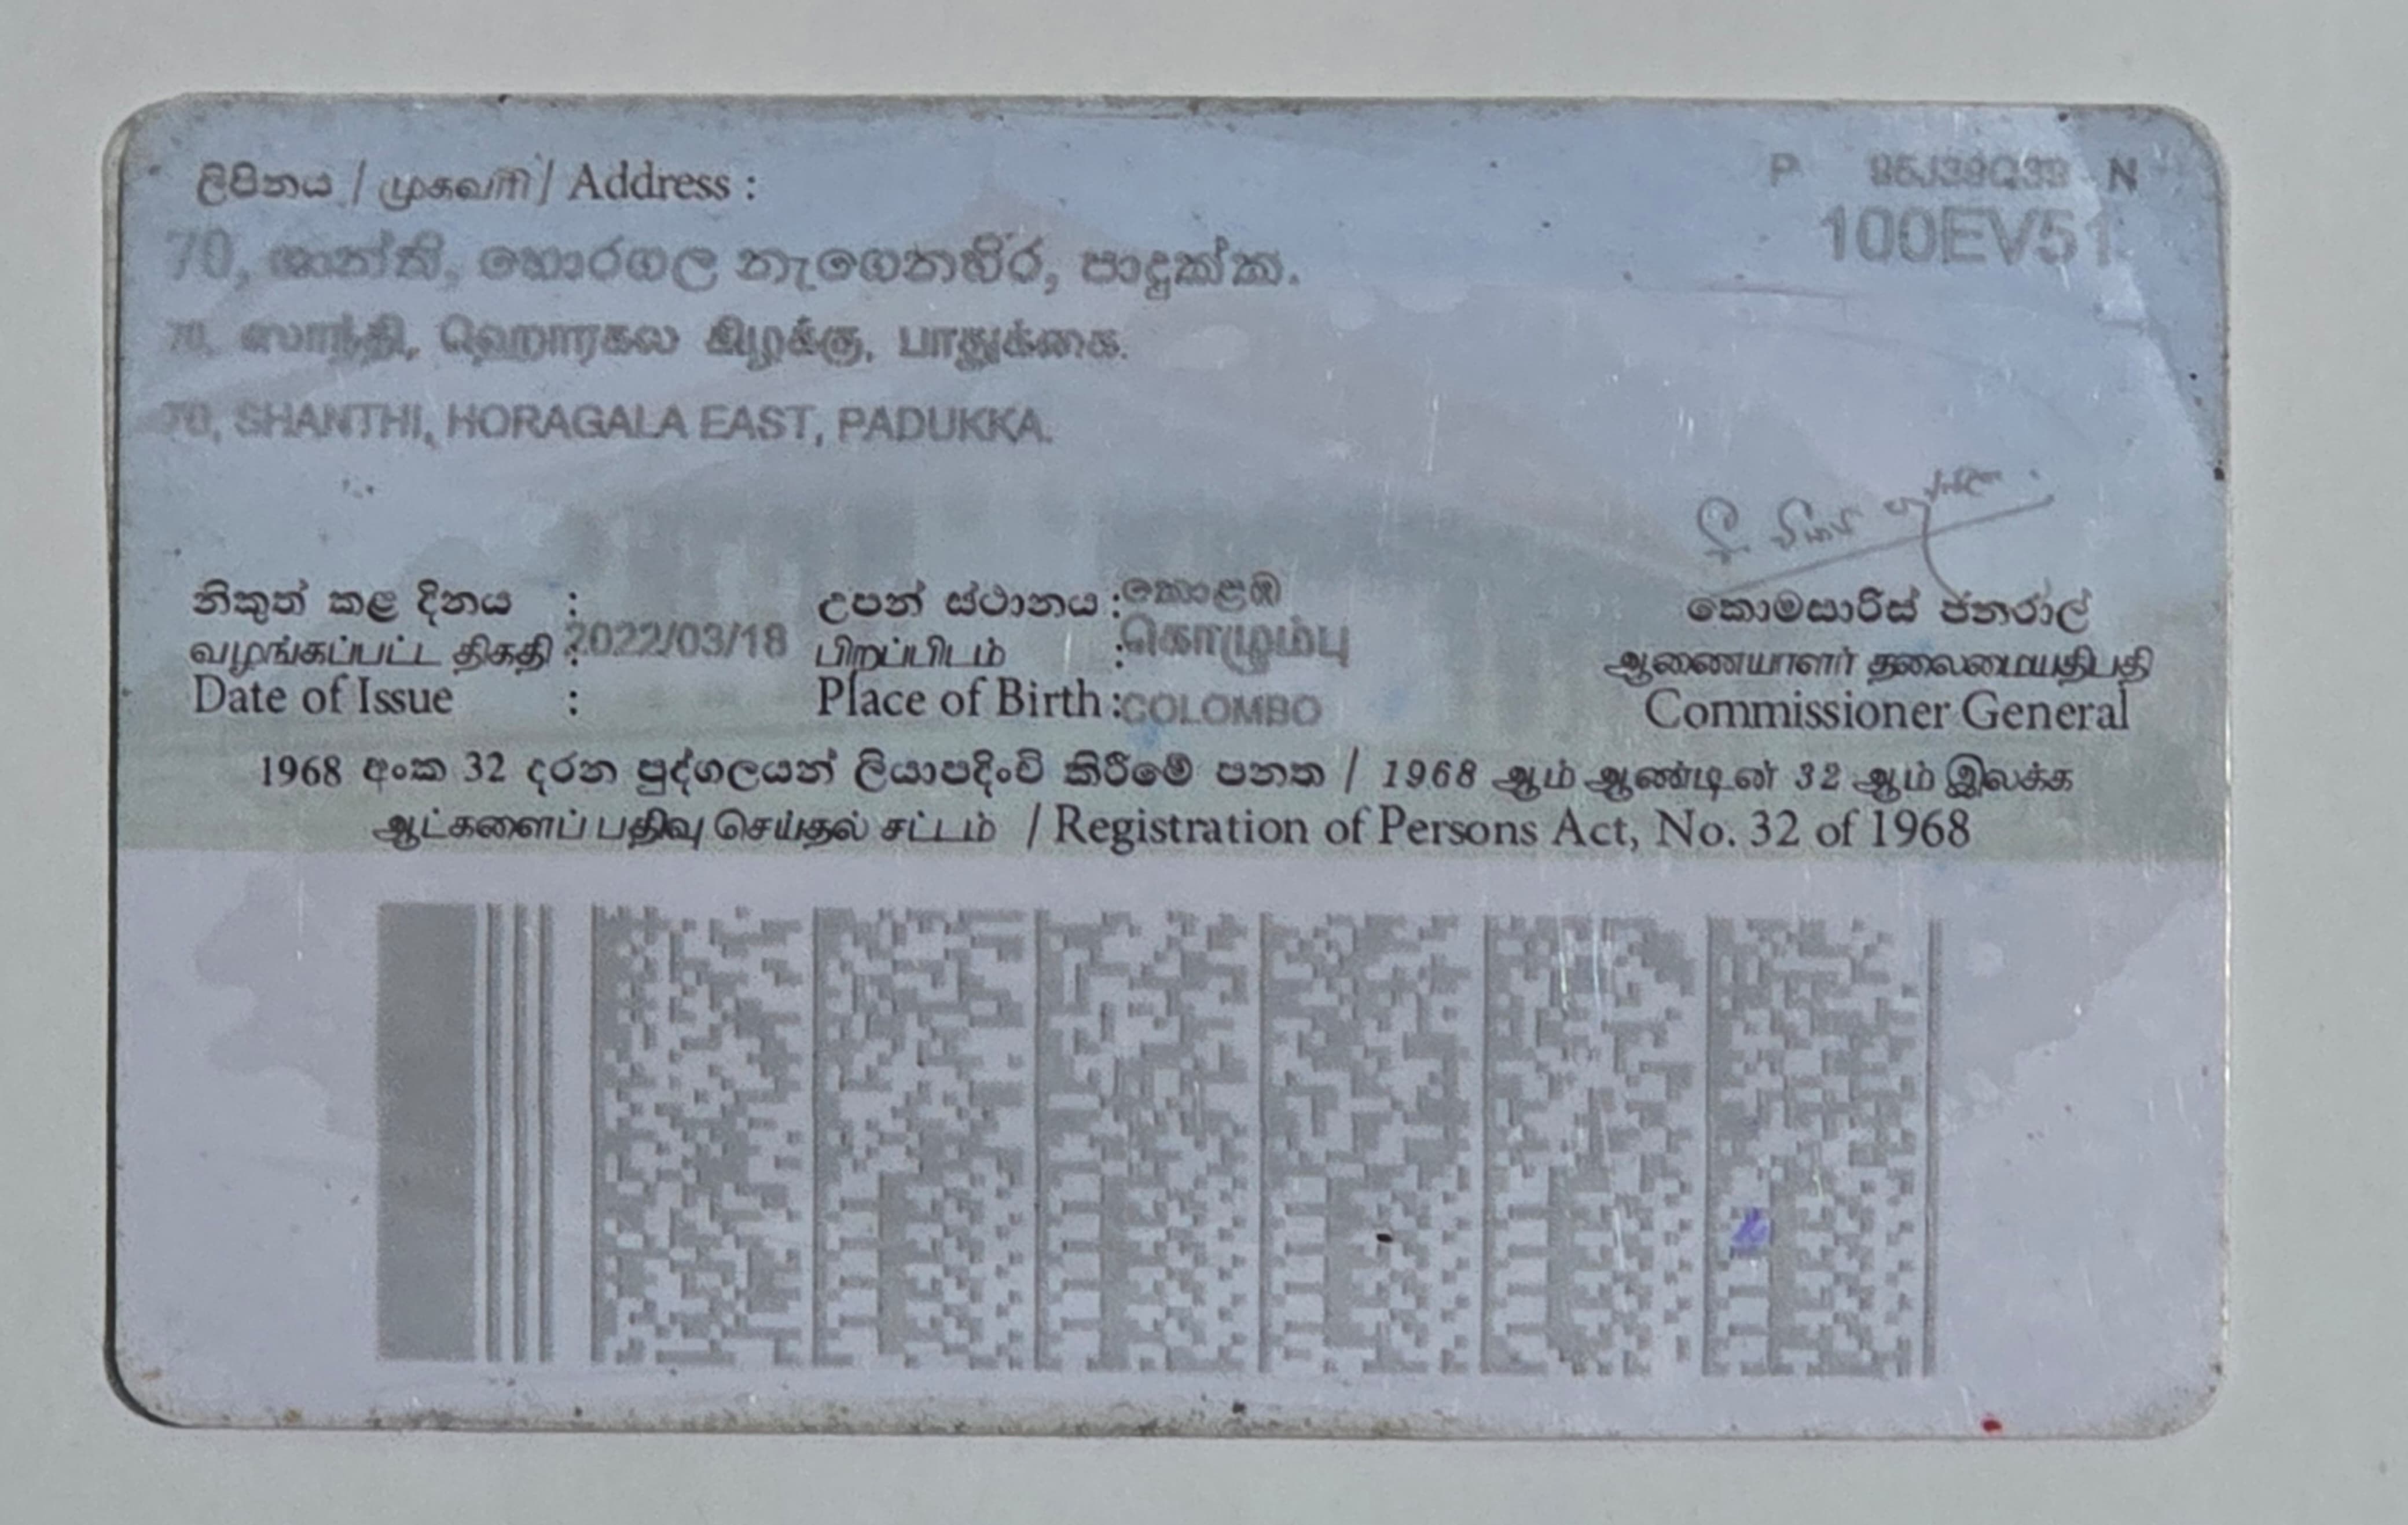 ලිපිනය / முகவரி / Address :
P N
100EV51
70, ශාන්ති, හොරගල නැගෙනහිර, පාදුක්ක.
70, ஸாந்தி, ஹொரகல கிழக்கு, பாதுக்கை.
70, SHANTHI, HORAGALA EAST, PADUKKA.
නිකුත් කළ දිනය : උපන් ස්ථානය : කොළඹ
வழங்கப்பட்ட திகதி : 2022/03/18 பிறப்பிடம் : கொழும்பு
Date of Issue : Place of Birth : COLOMBO
කොමසාරිස් ජනරාල්
ஆணையாளர் தலைமையதிபதி
Commissioner General
1968 අංක 32 දරන පුද්ගලයන් ලියාපදිංචි කිරීමේ පනත / 1968 ஆம் ஆண்டின் 32 ஆம் இலக்க
ஆட்களைப் பதிவு செய்தல் சட்டம் / Registration of Persons Act, No. 32 of 1968